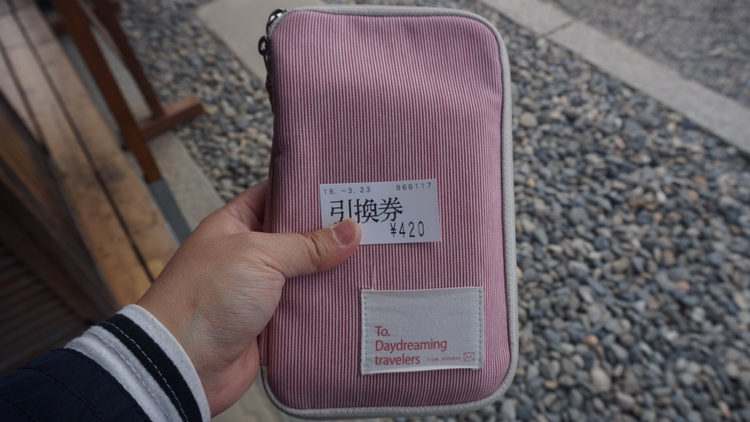 16.-3.23 966117
引換券
¥420
To.
Daydreaming
travelers